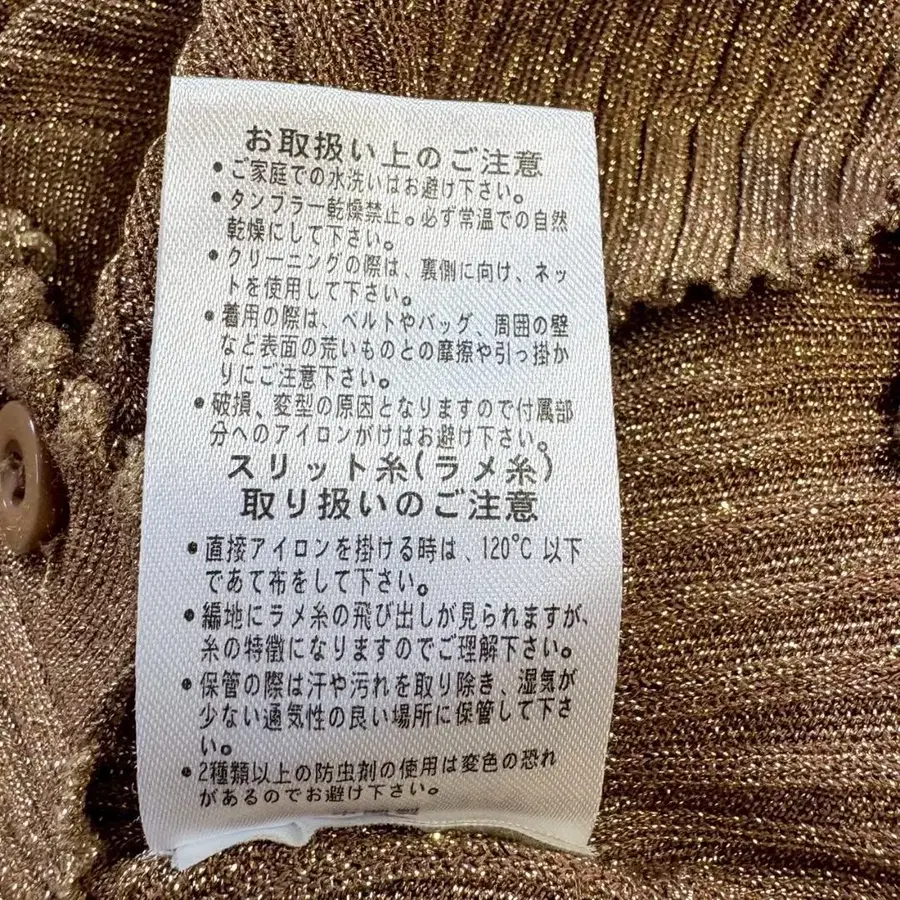 お取扱い上のご注意
・ご家庭での水洗いはお避け下さい。
・タンブラー乾燥禁止。必ず常温での自然
乾燥にして下さい。
・クリーニングの際は、裏側に向け、ネッ
トを使用して下さい。
・着用の際は、ベルトやバッグ、周囲の壁
など表面の荒いものとの摩擦や引っ掛か
りにご注意下さい。
・破損、変型の原因となりますので付属部
分へのアイロンがけはお避け下さい。
スリット糸(ラメ糸)
取り扱いのご注意
・直接アイロンを掛ける時は、120℃以下
であて布をして下さい。
・編地にラメ糸の飛び出しが見られますが、
糸の特徴になりますのでご理解下さい。
・保管の際は汗や汚れを取り除き、湿気が
少ない通気性の良い場所に保管して下さ
い。
・2種類以上の防虫剤の使用は変色の恐れ
があるのでお避け下さい。